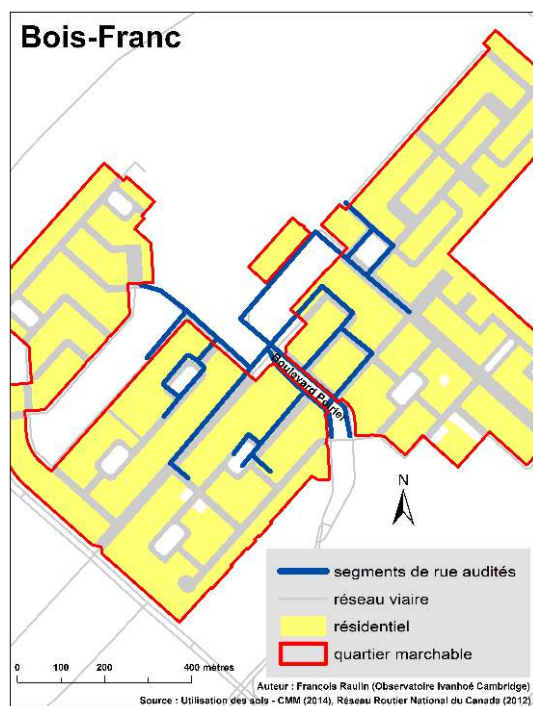 Bois-Franc
Boulevard Poirier
N
segments de rue audités
réseau viaire
résidentiel
quartier marchable
0 100 200 400 mètres
Auteur : Francois Raulin (Observatoire Ivanhoé Cambridge)
Source : Utilisation des sols - CMM (2014), Réseau Routier National du Canada (2012)